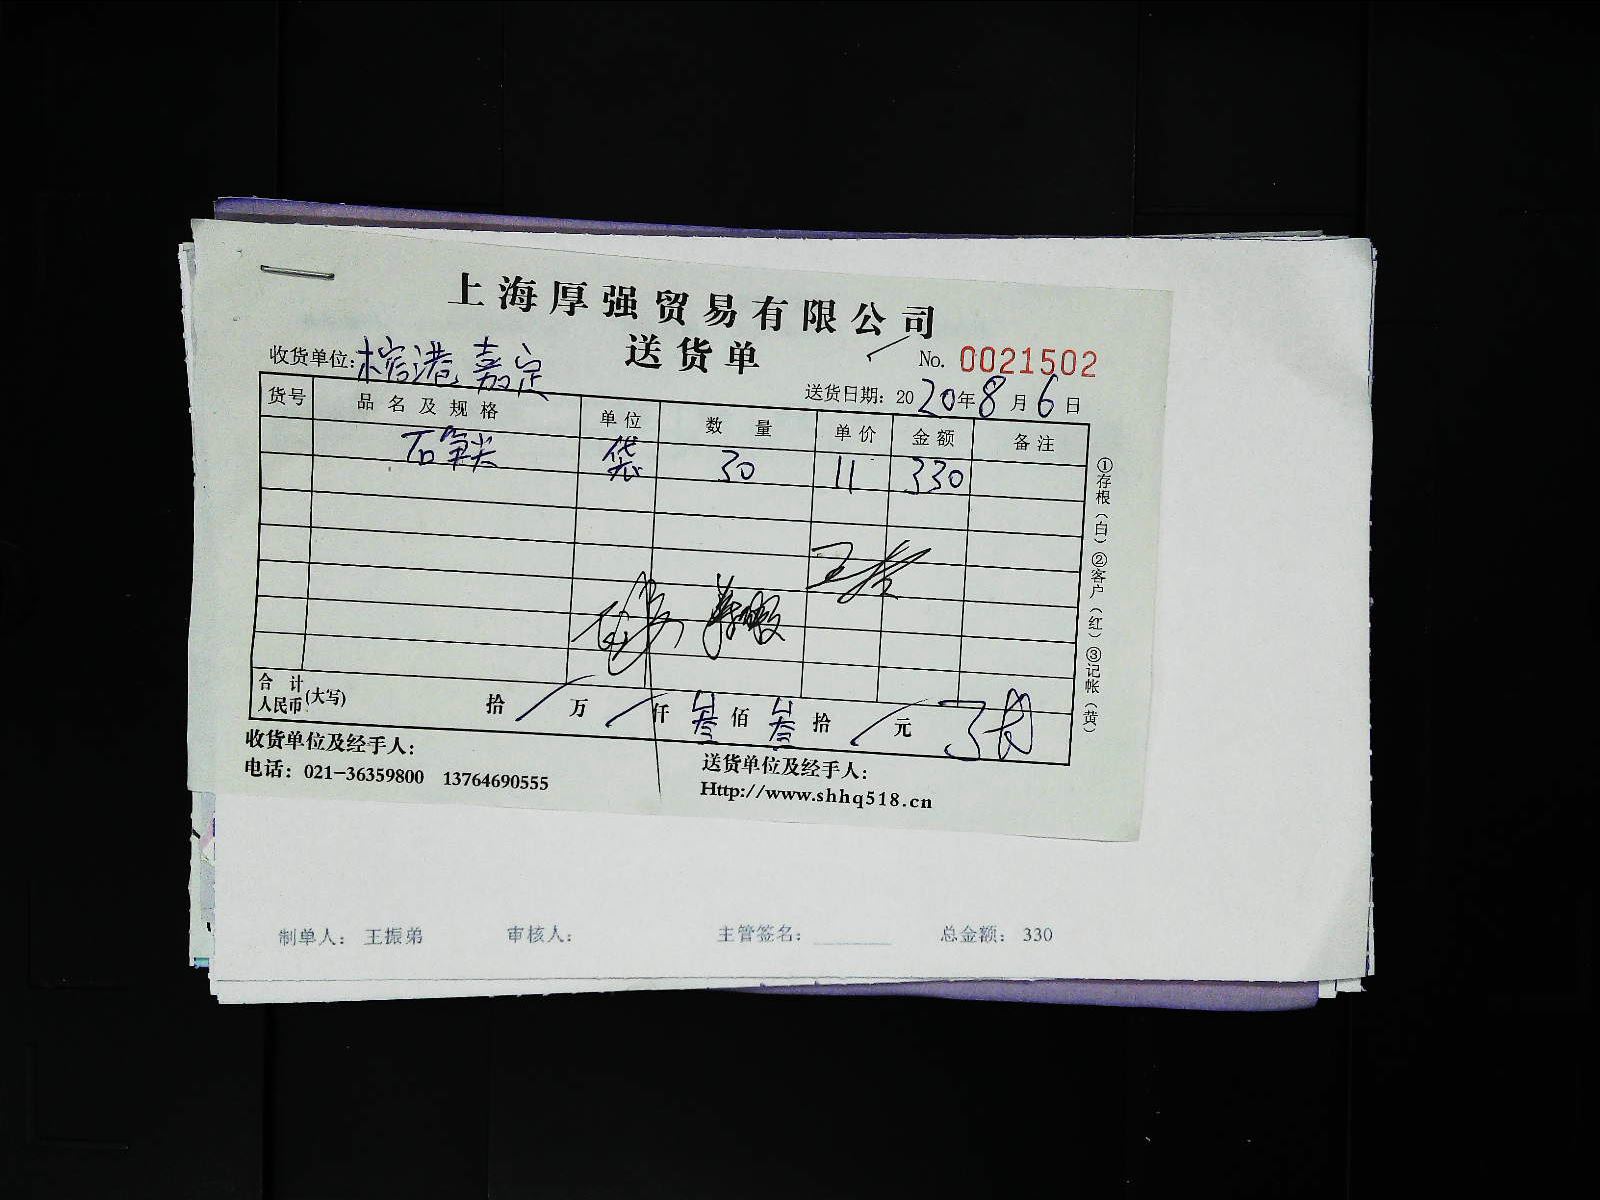 上海厚强贸易有限公司
送货单
No. 0021502
收货单位：榕港 嘉定
送货日期：2020年8月6日
货号 品名及规格 单位 数量 单价 金额 备注
石笔尖 袋 30 11 330
王
合计
人民币(大写) 拾 万 仟 叁佰 叁拾 元
①存根（白）②客户（红）③记帐（黄）
收货单位及经手人：
送货单位及经手人：
电话：021-36359800 13764690555
Http://www.shhq518.cn
制单人：王振弟 审核人： 主管签名：________ 总金额：330